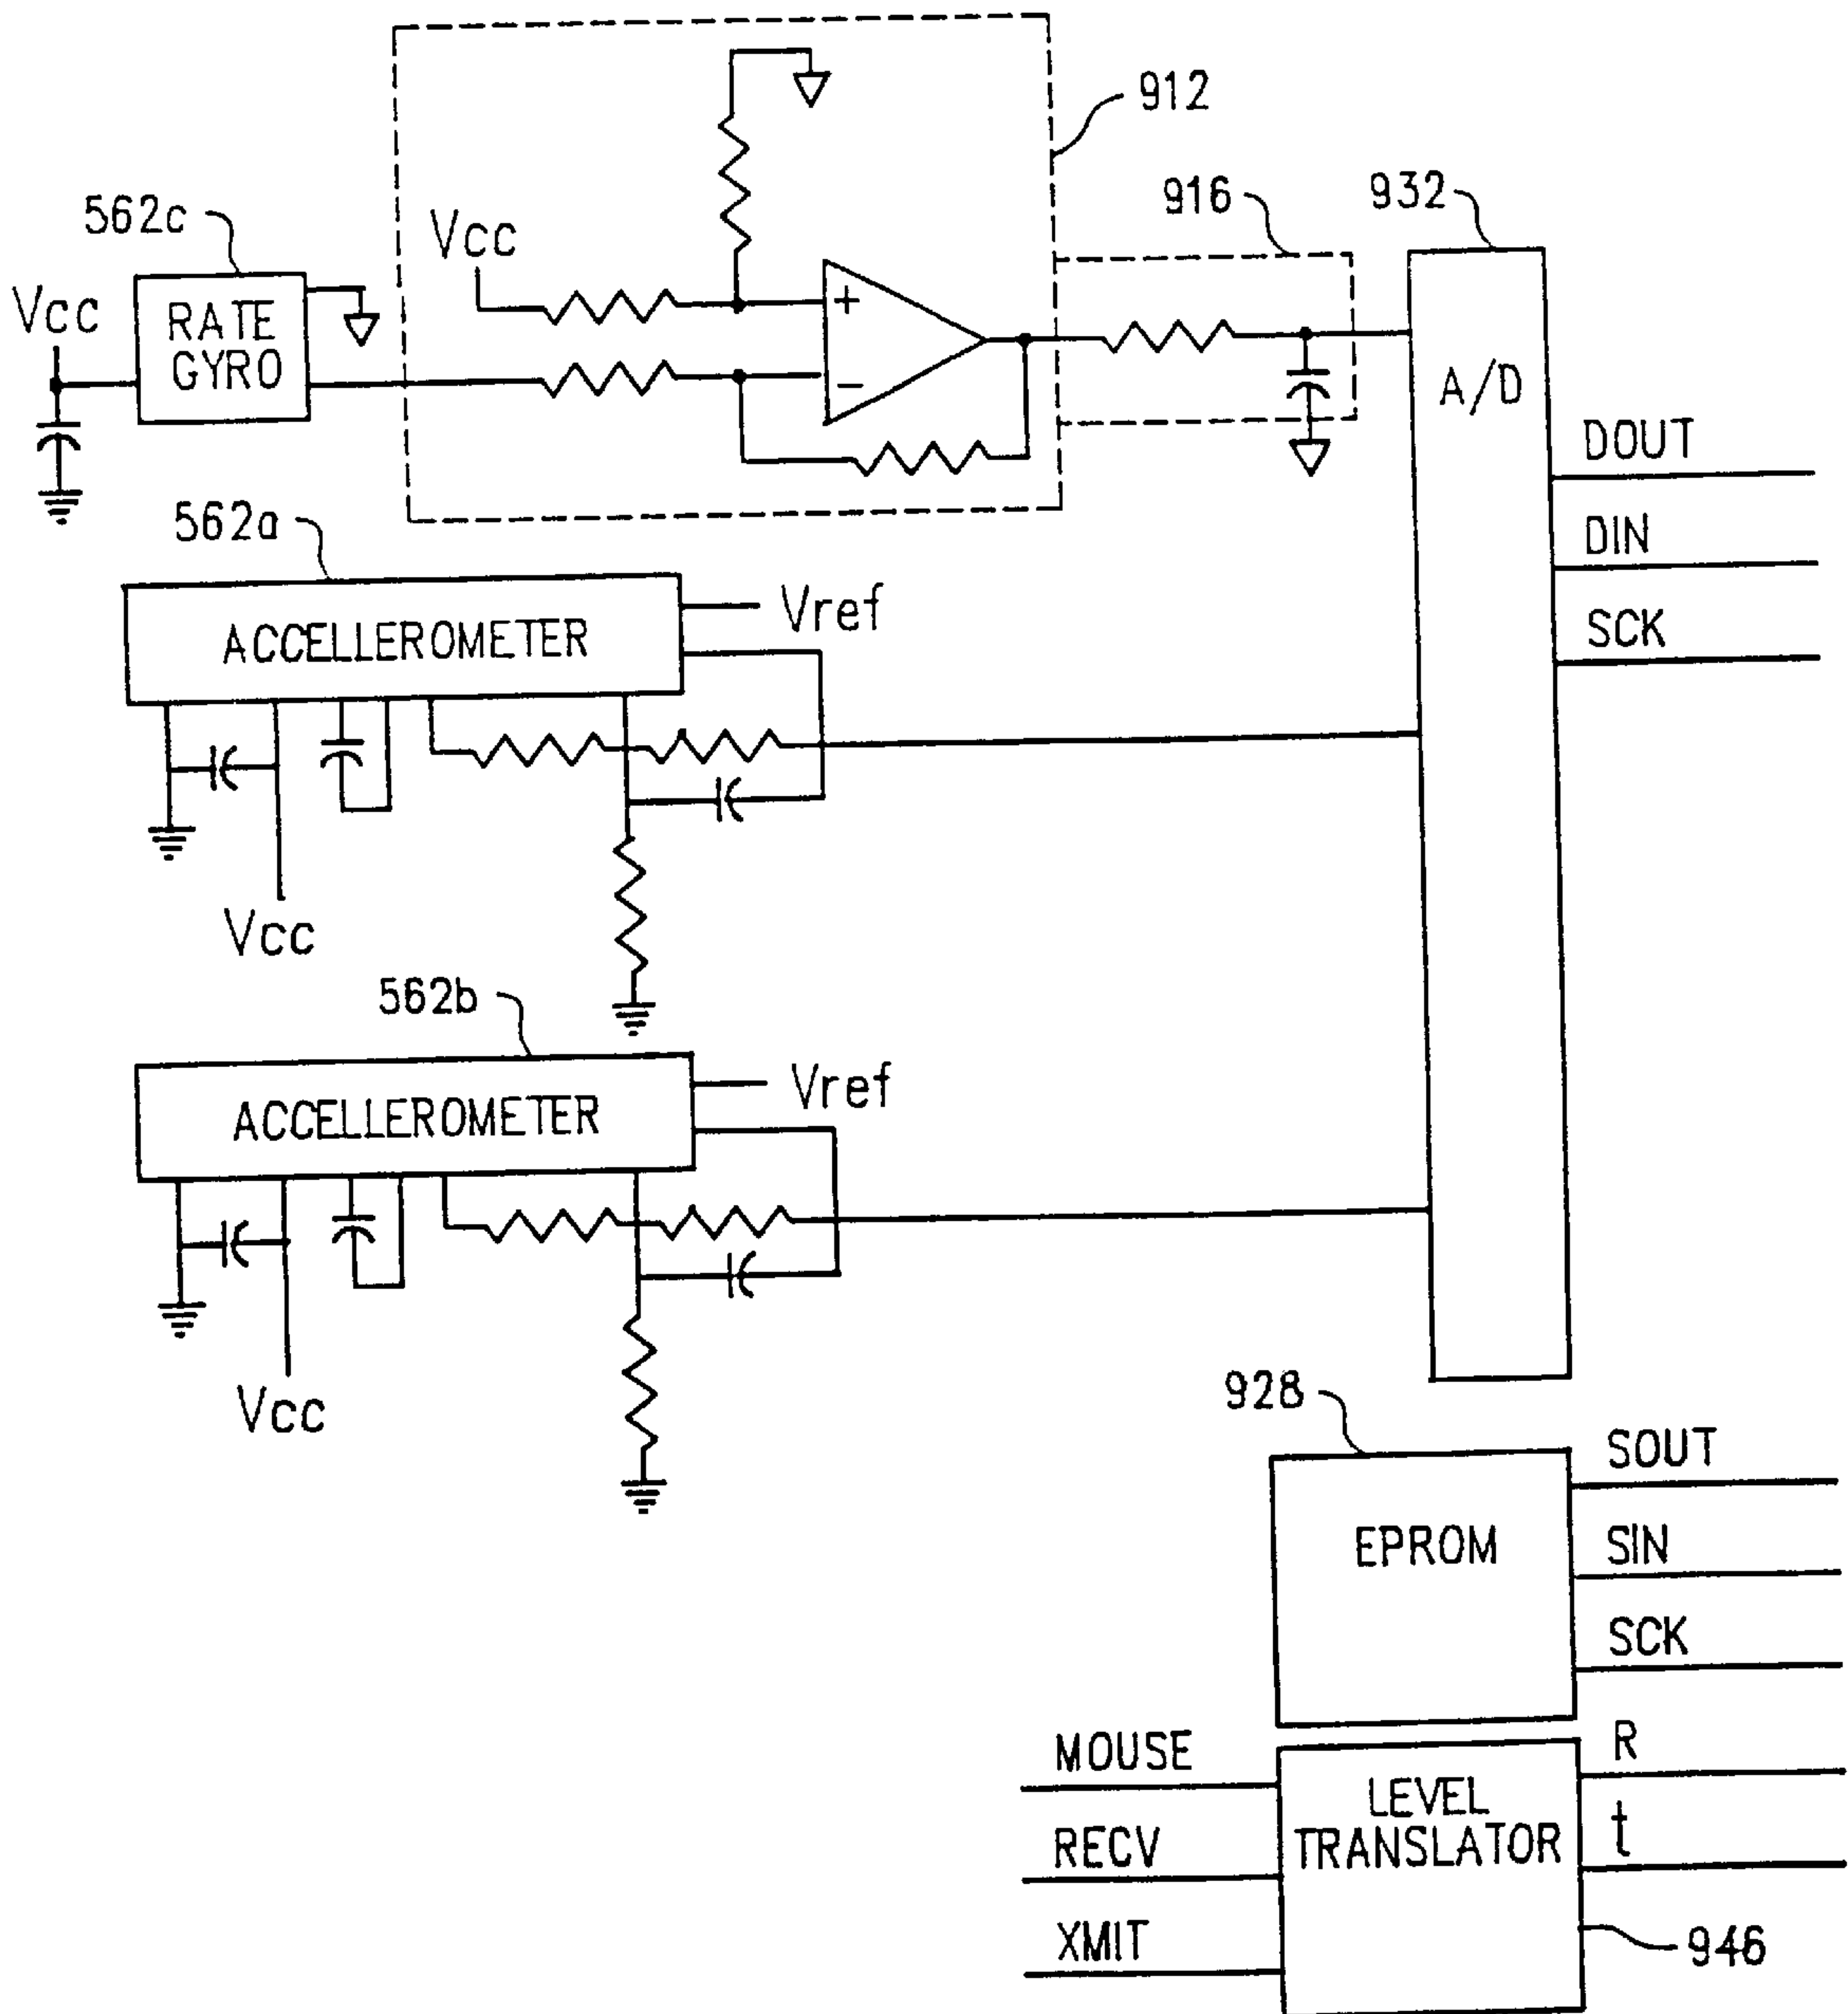 912
916
932
562c
Vcc
Vcc
RATE
GYRO
+
−
A/D
DOUT
DIN
SCK
562a
ACCELLEROMETER
Vref
Vcc
562b
ACCELLEROMETER
Vref
Vcc
928
EPROM
SOUT
SIN
SCK
MOUSE
RECV
XMIT
LEVEL
TRANSLATOR
R
t
946